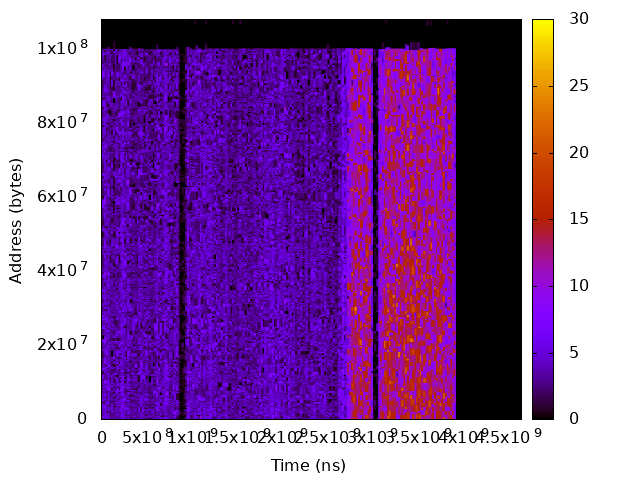 30
25
20
15
10
5
0
1x10^8
8x10^7
6x10^7
4x10^7
2x10^7
0
Address (bytes)
0 5x10^8 1x10^9 1.5x10^9 2x10^9 2.5x10^9 3x10^9 3.5x10^9 4x10^9 4.5x10^9
Time (ns)